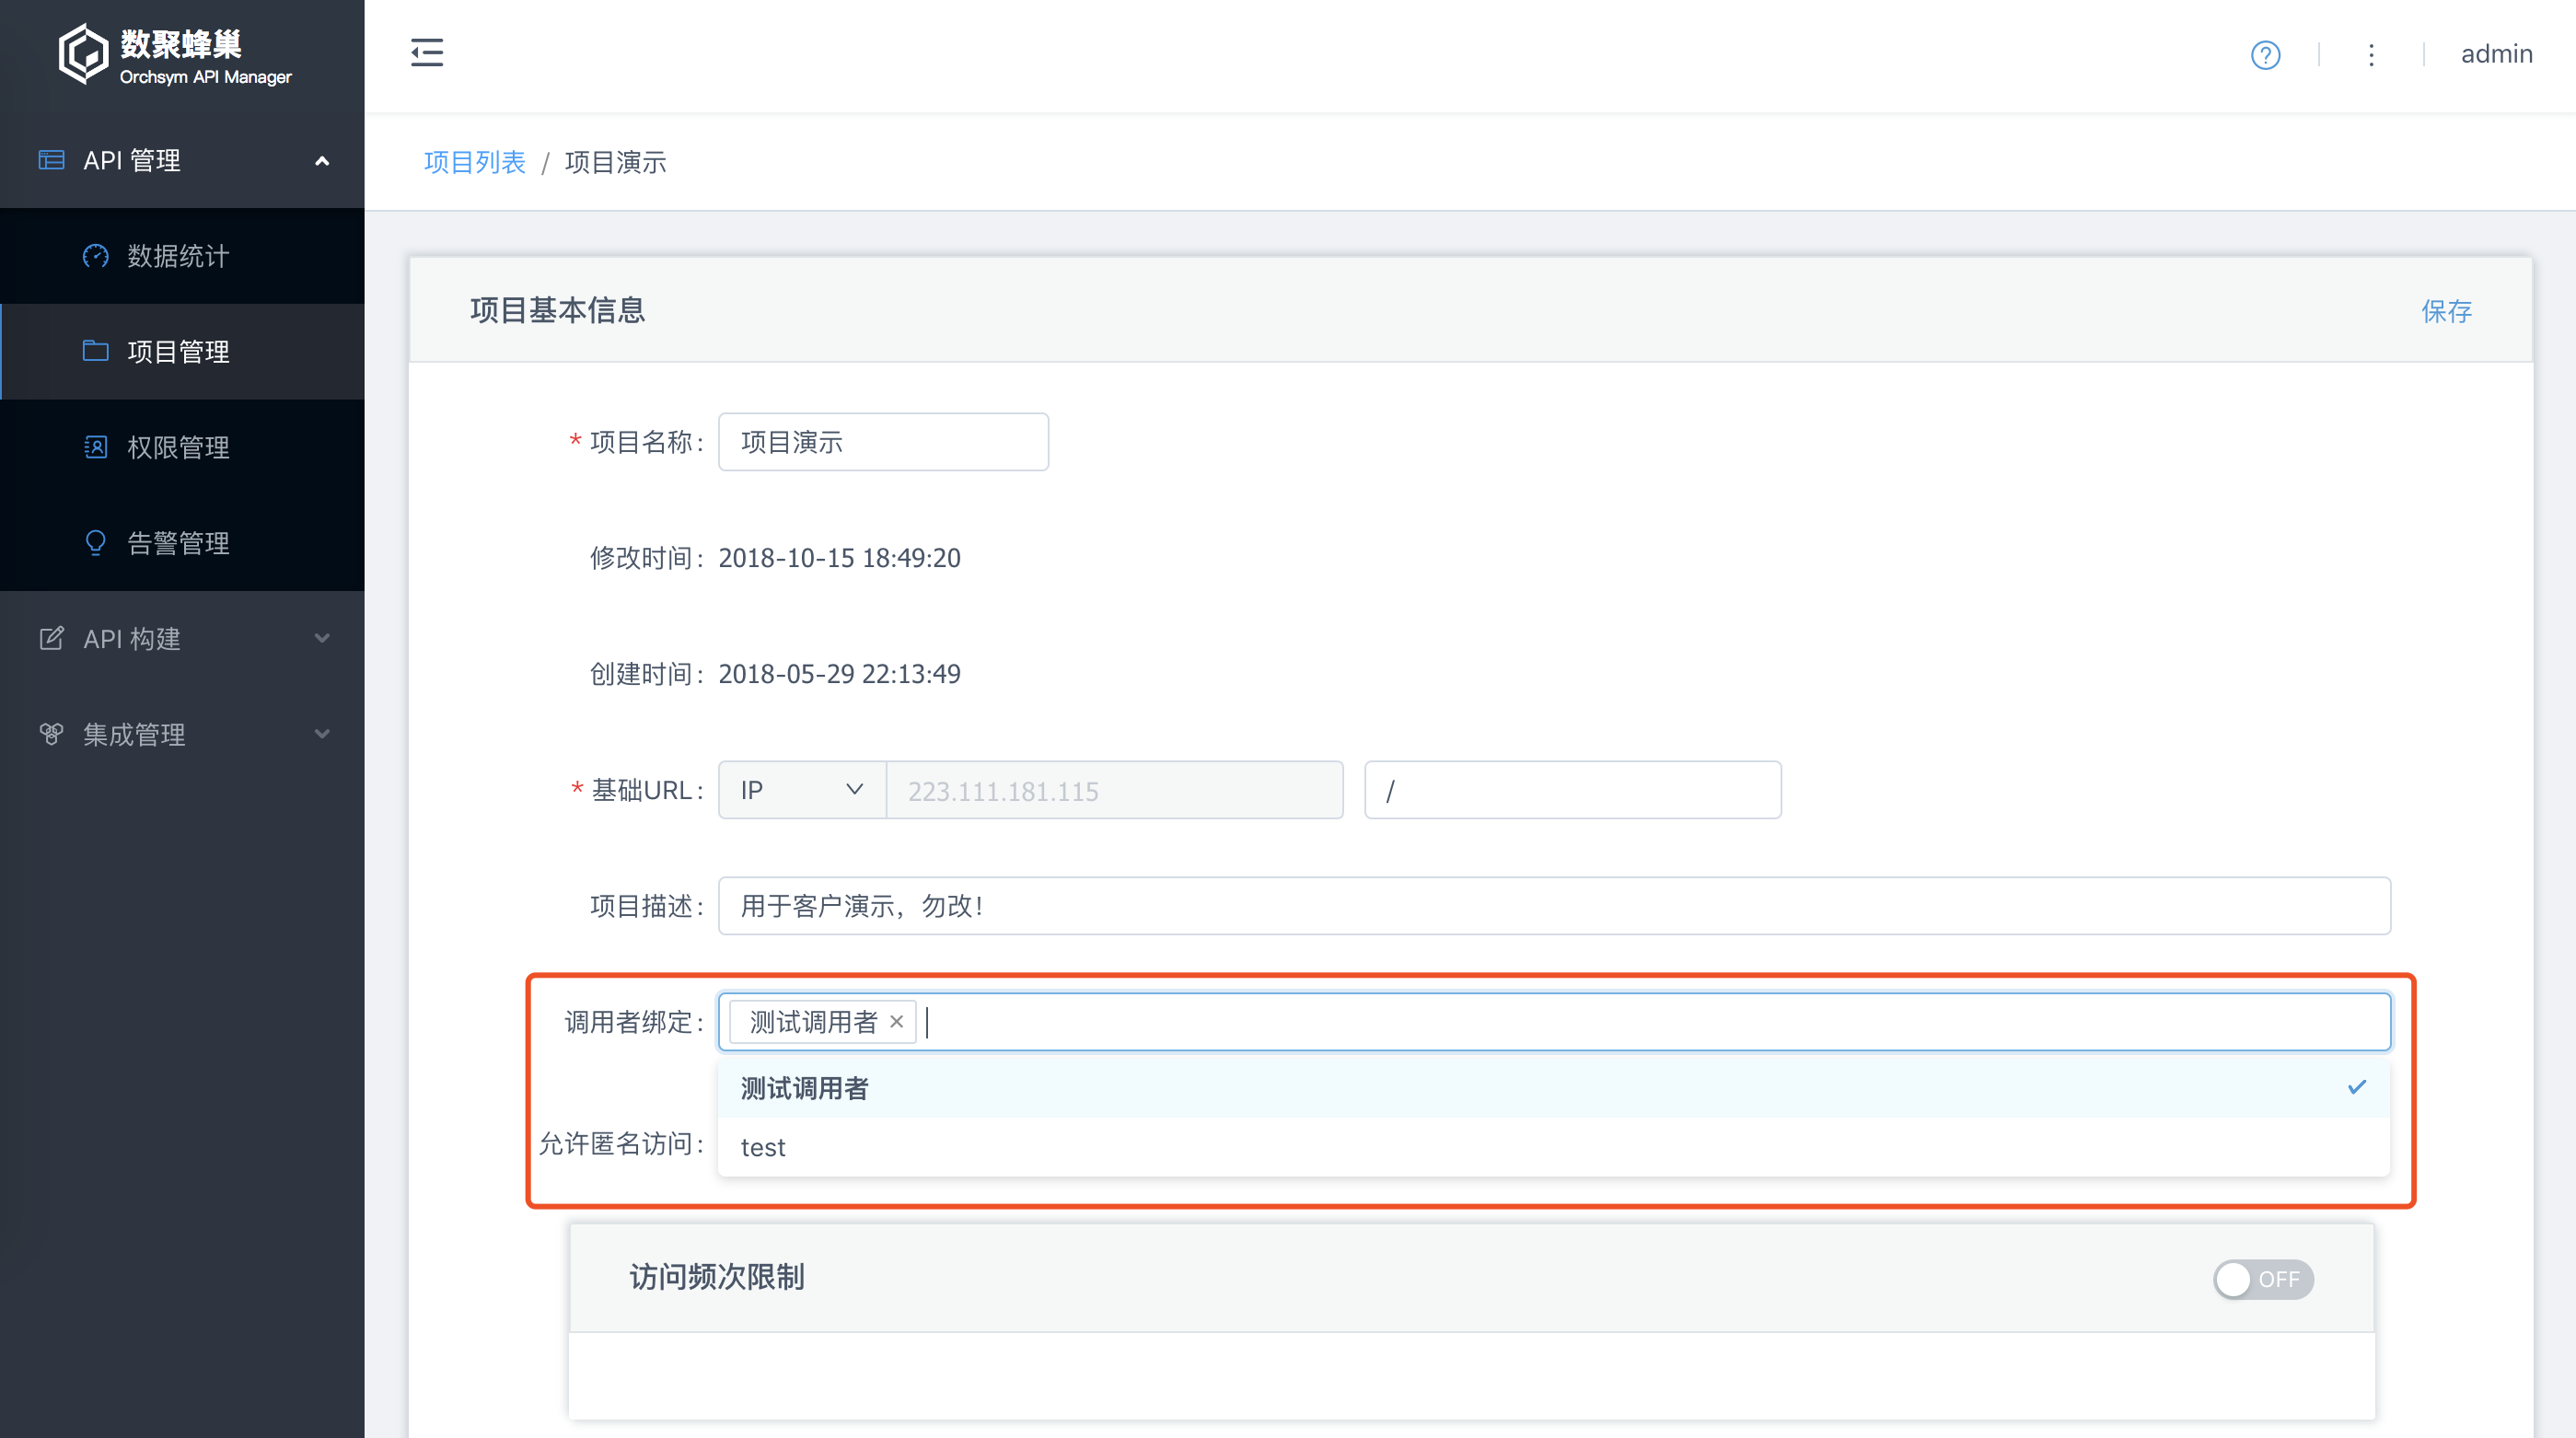 数聚蜂巢
Orchsym API Manager
admin
API 管理
项目列表 / 项目演示
数据统计
项目管理
权限管理
告警管理
API 构建
集成管理
项目基本信息
保存
* 项目名称: 项目演示
修改时间: 2018-10-15 18:49:20
创建时间: 2018-05-29 22:13:49
* 基础URL: IP 223.111.181.115 /
项目描述: 用于客户演示，勿改！
调用者绑定: 测试调用者 ×
测试调用者
允许匿名访问:
test
访问频次限制
OFF